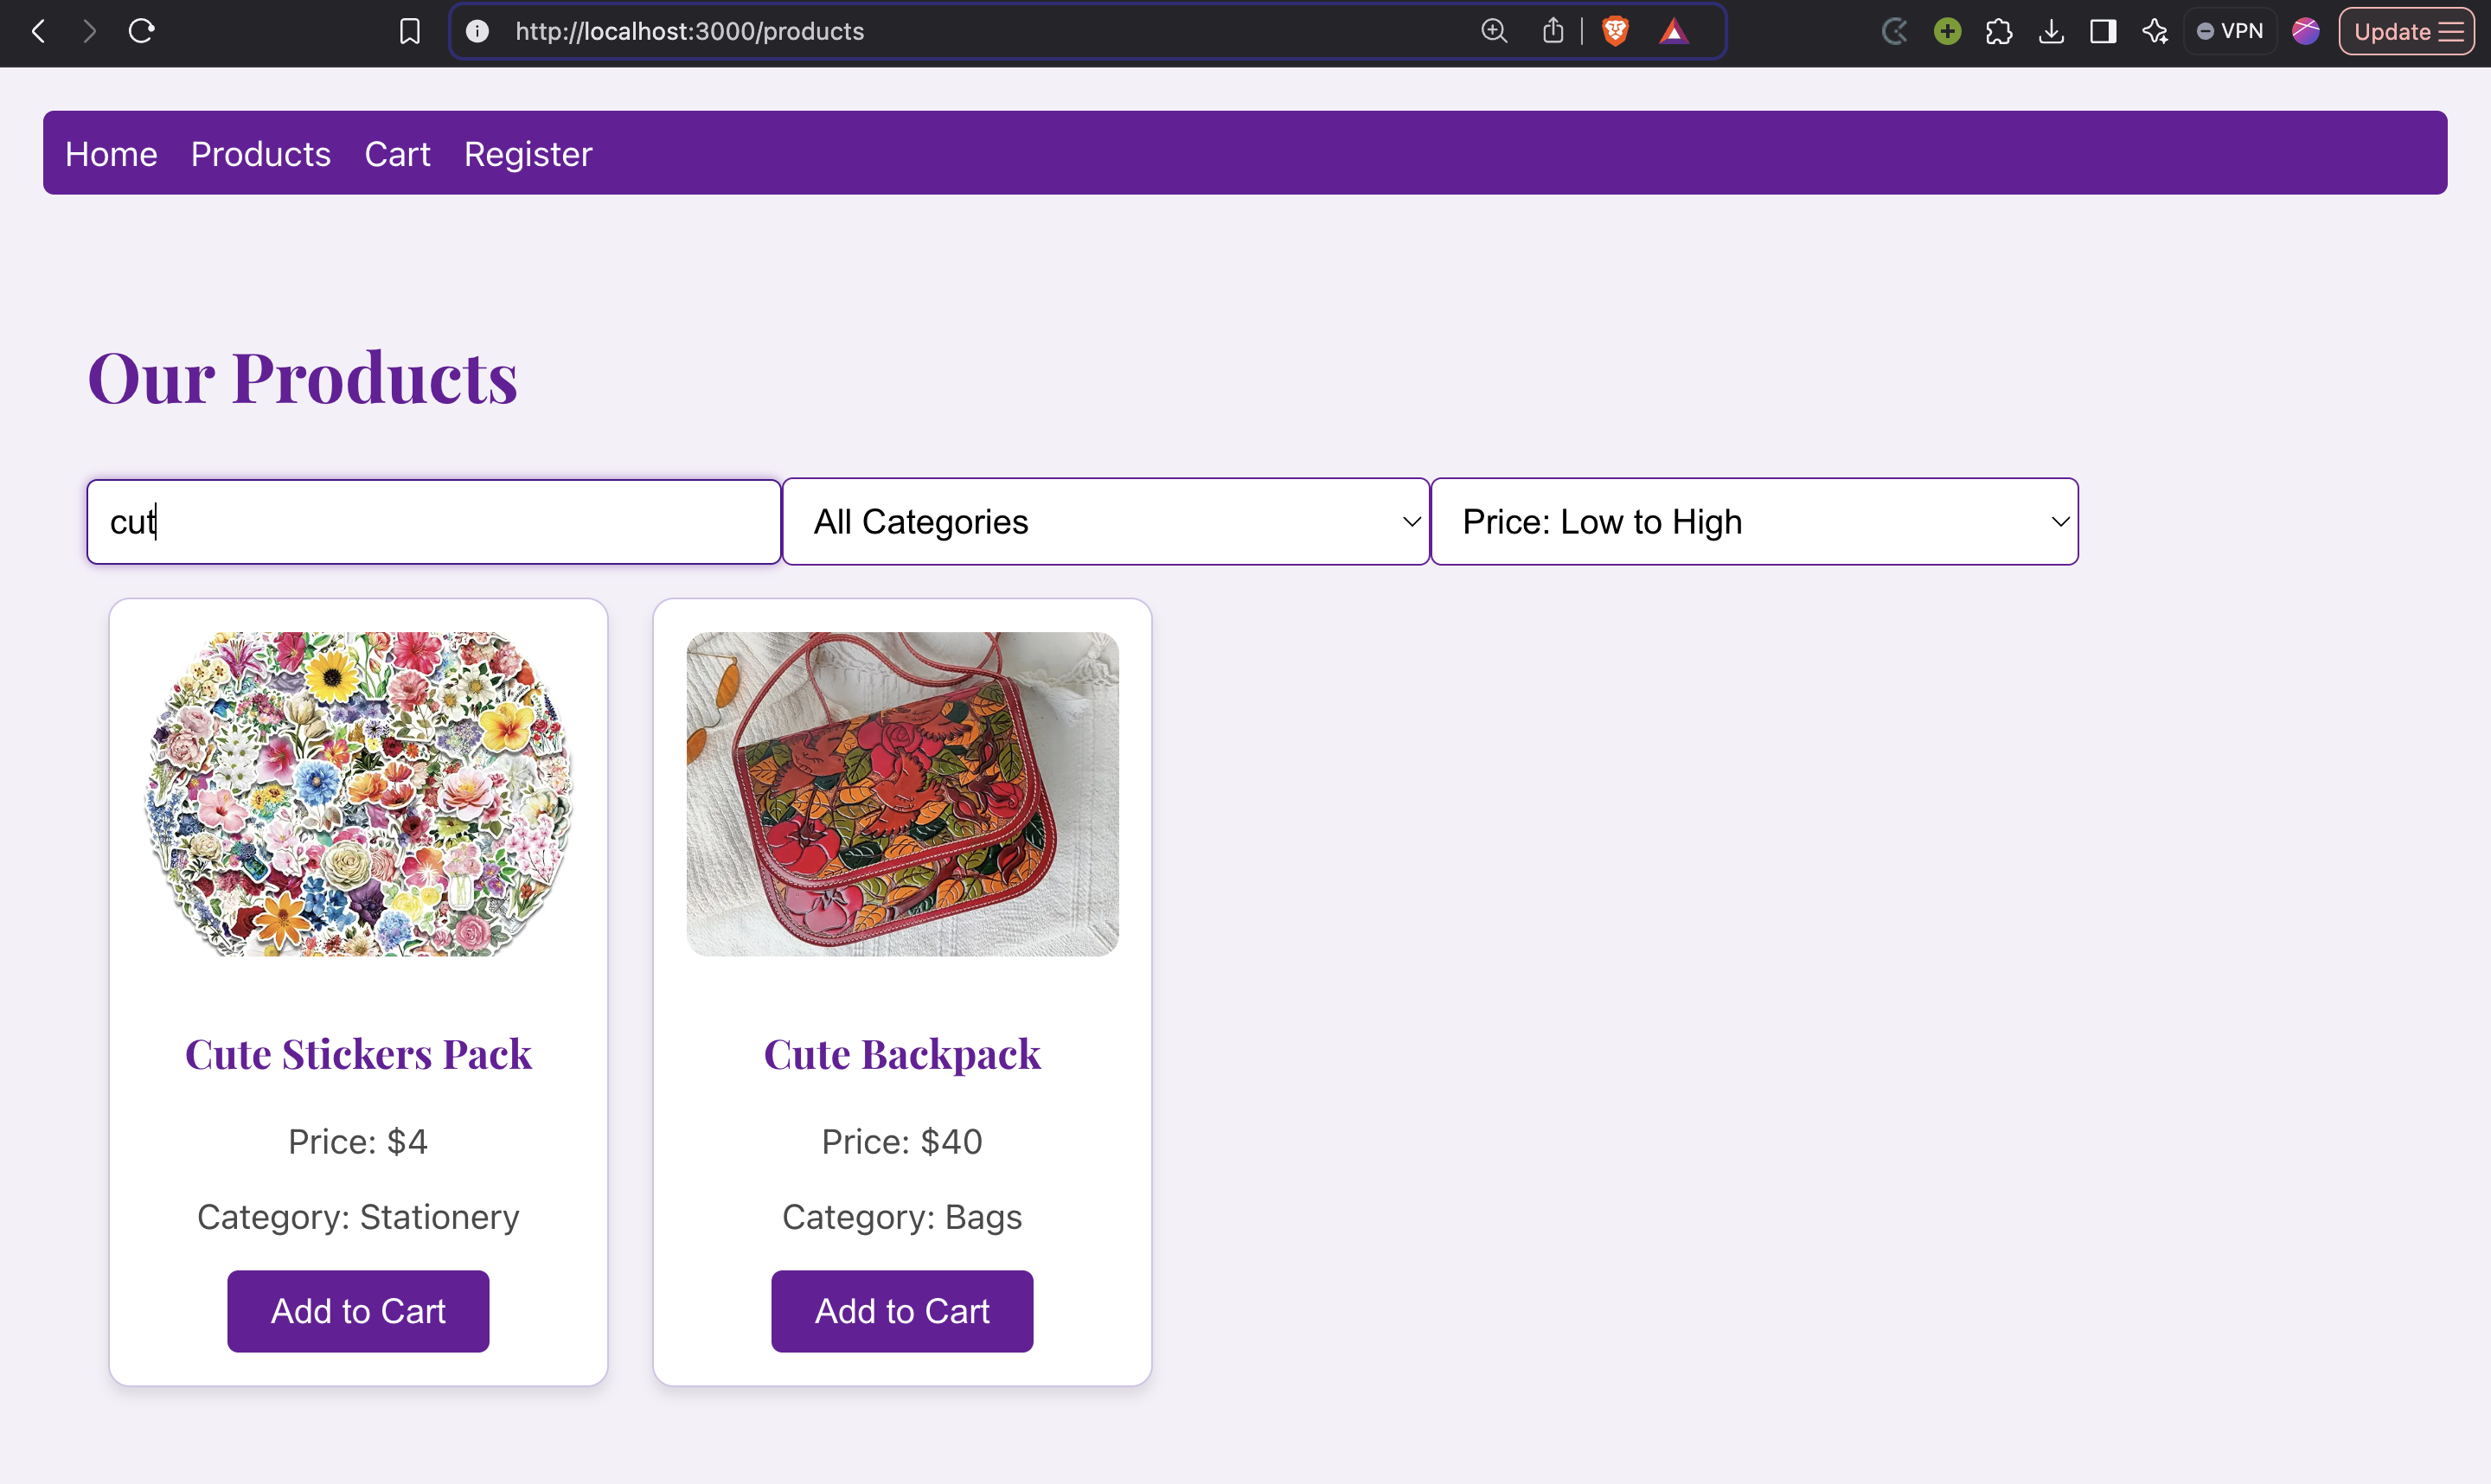 http://localhost:3000/products
VPN
Update
Home Products Cart Register
Our Products
cut
All Categories
Price: Low to High
Cute Stickers Pack
Price: $4
Category: Stationery
Add to Cart
Cute Backpack
Price: $40
Category: Bags
Add to Cart